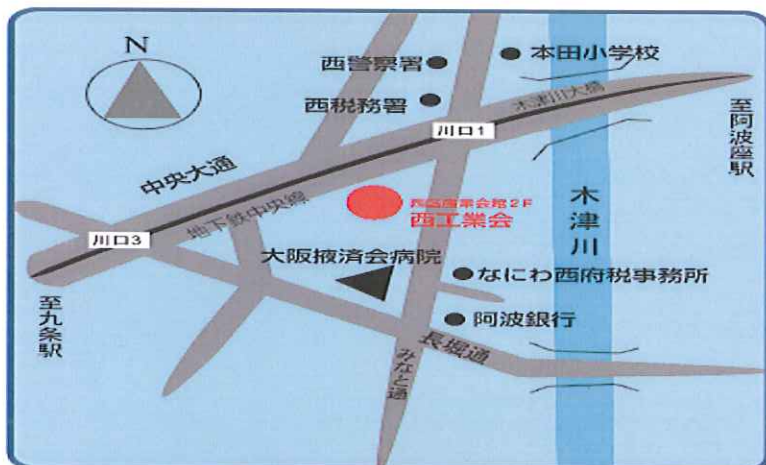 N
本田小学校
西警察署
西税務署
木津川大橋
川口1
至阿波座駅
中央大通
西工業会
地下鉄中央線
木津川
川口3
大阪掖済会病院
なにわ西府税事務所
至九条駅
阿波銀行
長堀通
みなと通